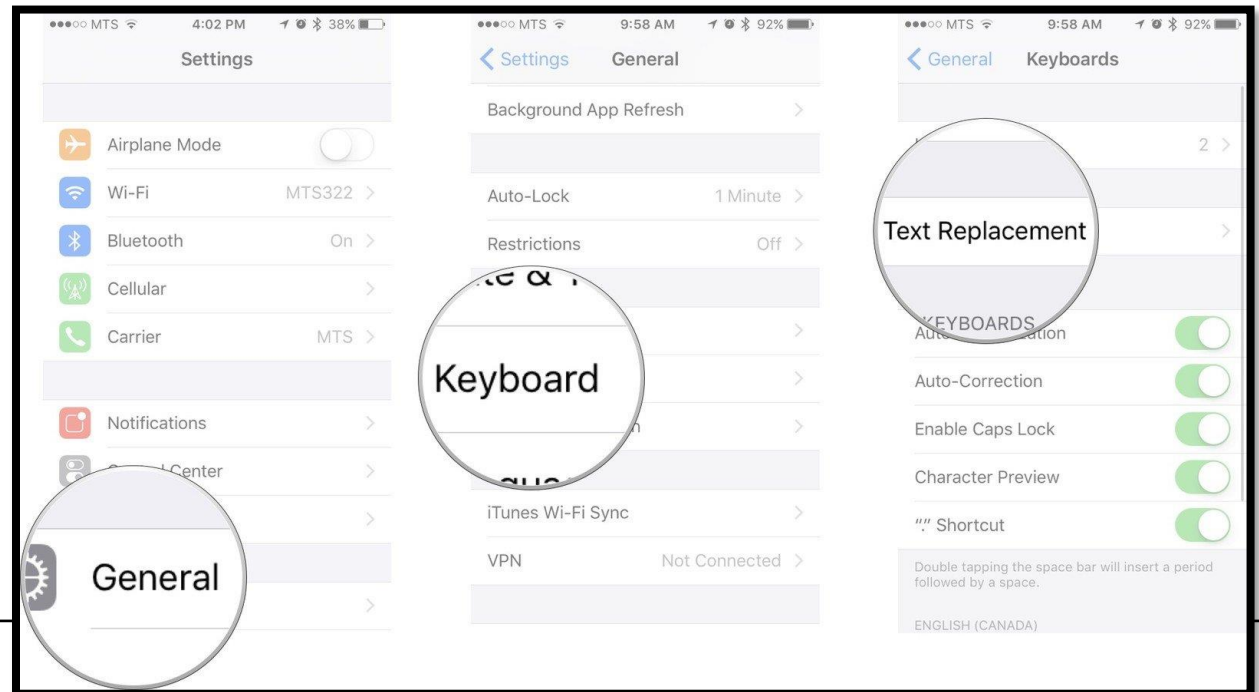 MTS 4:02 PM 38%
Settings
Airplane Mode
Wi-Fi MTS322
Bluetooth On
Cellular
Carrier MTS
Notifications
Center
General
MTS 9:58 AM 92%
Settings General
Background App Refresh
Auto-Lock 1 Minute
Restrictions Off
Keyboard
iTunes Wi-Fi Sync
VPN Not Connected
MTS 9:58 AM 92%
General Keyboards
2
Text Replacement
KEYBOARDS
Auto-Correction
Enable Caps Lock
Character Preview
“.” Shortcut
Double tapping the space bar will insert a period
followed by a space.
ENGLISH (CANADA)